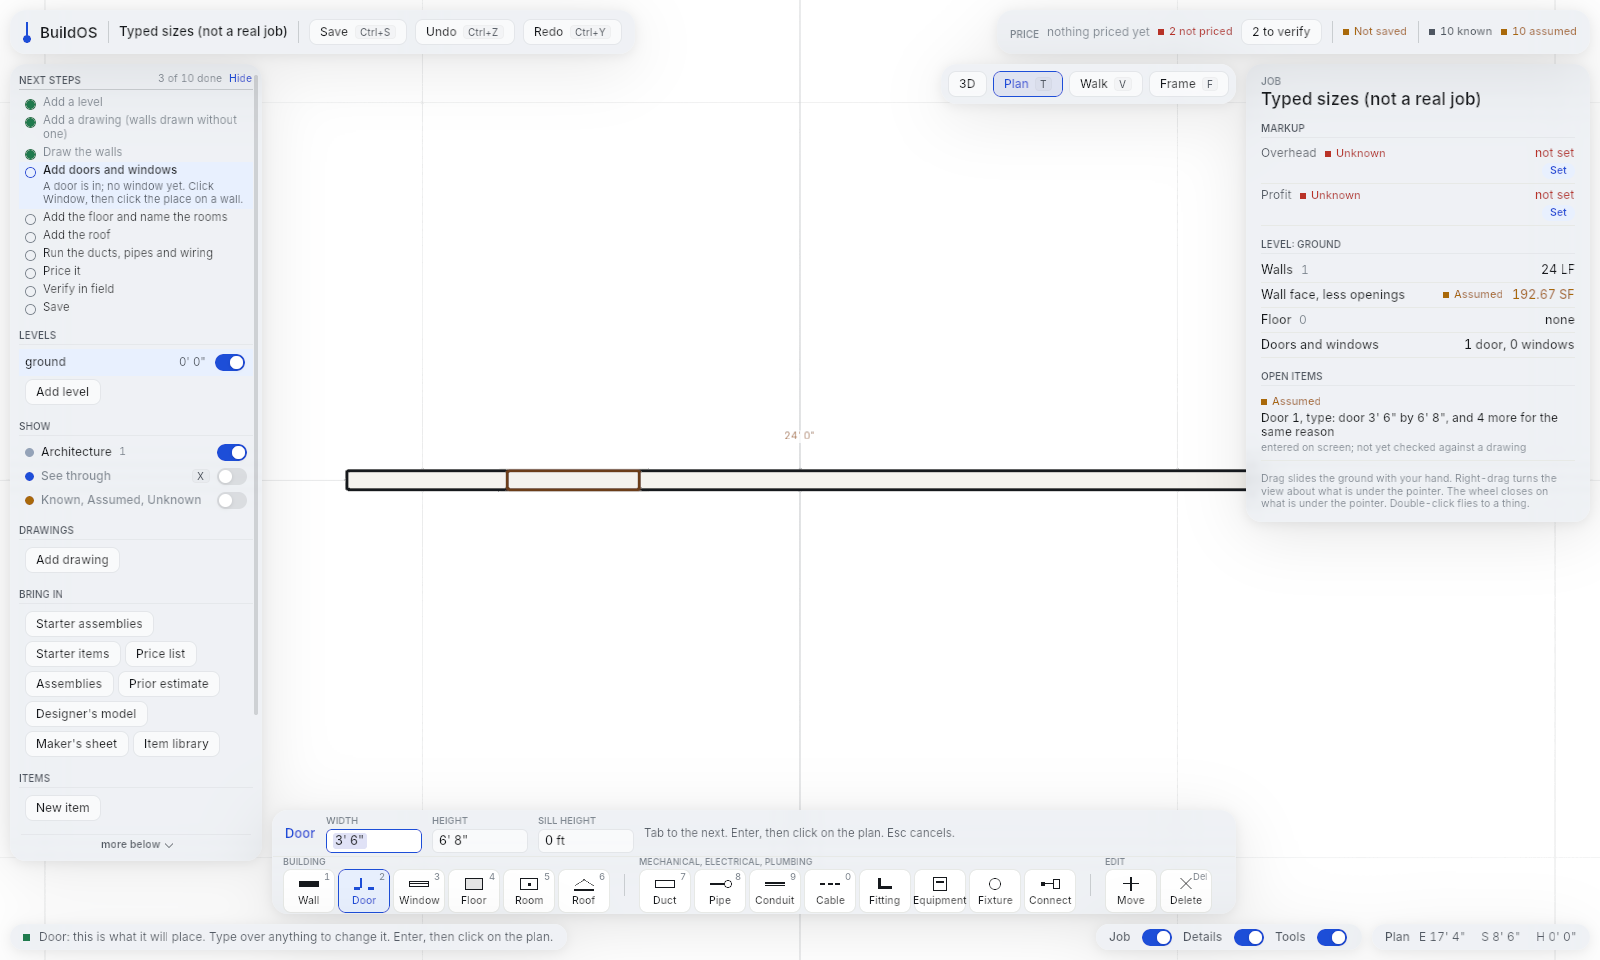 BuildOS
Typed sizes (not a real job)
Save Ctrl+S
Undo Ctrl+Z
Redo Ctrl+Y
PRICE nothing priced yet 2 not priced 2 to verify Not saved 10 known 10 assumed
3D
Plan T
Walk V
Frame F
NEXT STEPS 3 of 10 done Hide
Add a level
Add a drawing (walls drawn without
one)
Draw the walls
Add doors and windows
A door is in; no window yet. Click
Window, then click the place on a wall.
Add the floor and name the rooms
Add the roof
Run the ducts, pipes and wiring
Price it
Verify in field
Save
LEVELS
ground 0' 0"
Add level
SHOW
Architecture 1
See through X
Known, Assumed, Unknown
DRAWINGS
Add drawing
BRING IN
Starter assemblies
Starter items Price list
Assemblies Prior estimate
Designer's model
Maker's sheet Item library
ITEMS
New item
more below
24' 0"
JOB
Typed sizes (not a real job)
MARKUP
Overhead Unknown not set
Set
Profit Unknown not set
Set
LEVEL: GROUND
Walls 1 24 LF
Wall face, less openings Assumed 192.67 SF
Floor 0 none
Doors and windows 1 door, 0 windows
OPEN ITEMS
Assumed
Door 1, type: door 3' 6" by 6' 8", and 4 more for the
same reason
entered on screen; not yet checked against a drawing
Drag slides the ground with your hand. Right-drag turns the
view about what is under the pointer. The wheel closes on
what is under the pointer. Double-click flies to a thing.
WIDTH HEIGHT SILL HEIGHT
Door 3' 6" 6' 8" 0 ft Tab to the next. Enter, then click on the plan. Esc cancels.
BUILDING MECHANICAL, ELECTRICAL, PLUMBING EDIT
1 2 3 4 5 6 7 8 9 0 Del
Wall Door Window Floor Room Roof Duct Pipe Conduit Cable Fitting Equipment Fixture Connect Move Delete
Door: this is what it will place. Type over anything to change it. Enter, then click on the plan.
Job Details Tools
Plan E 17' 4" S 8' 6" H 0' 0"